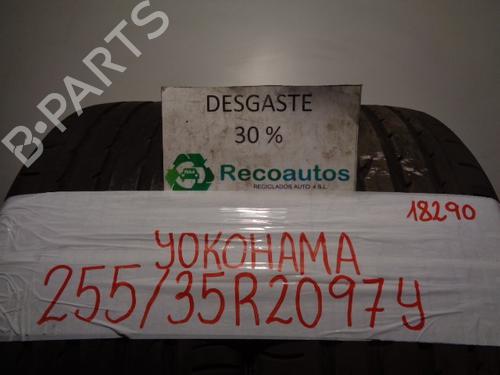 B-PARTS
DESGASTE
30 %
Recoautos
RECICLADOS AUTO 4 S.L.
18290
YOKOHAMA
255/35R2097Y